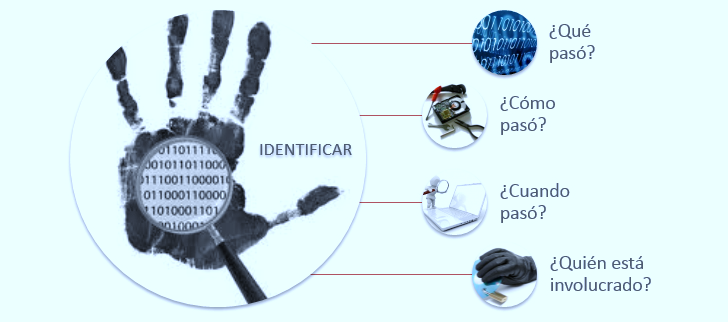 ¿Qué
pasó?
¿Cómo
pasó?
IDENTIFICAR
¿Cuando
pasó?
¿Quién está
involucrado?